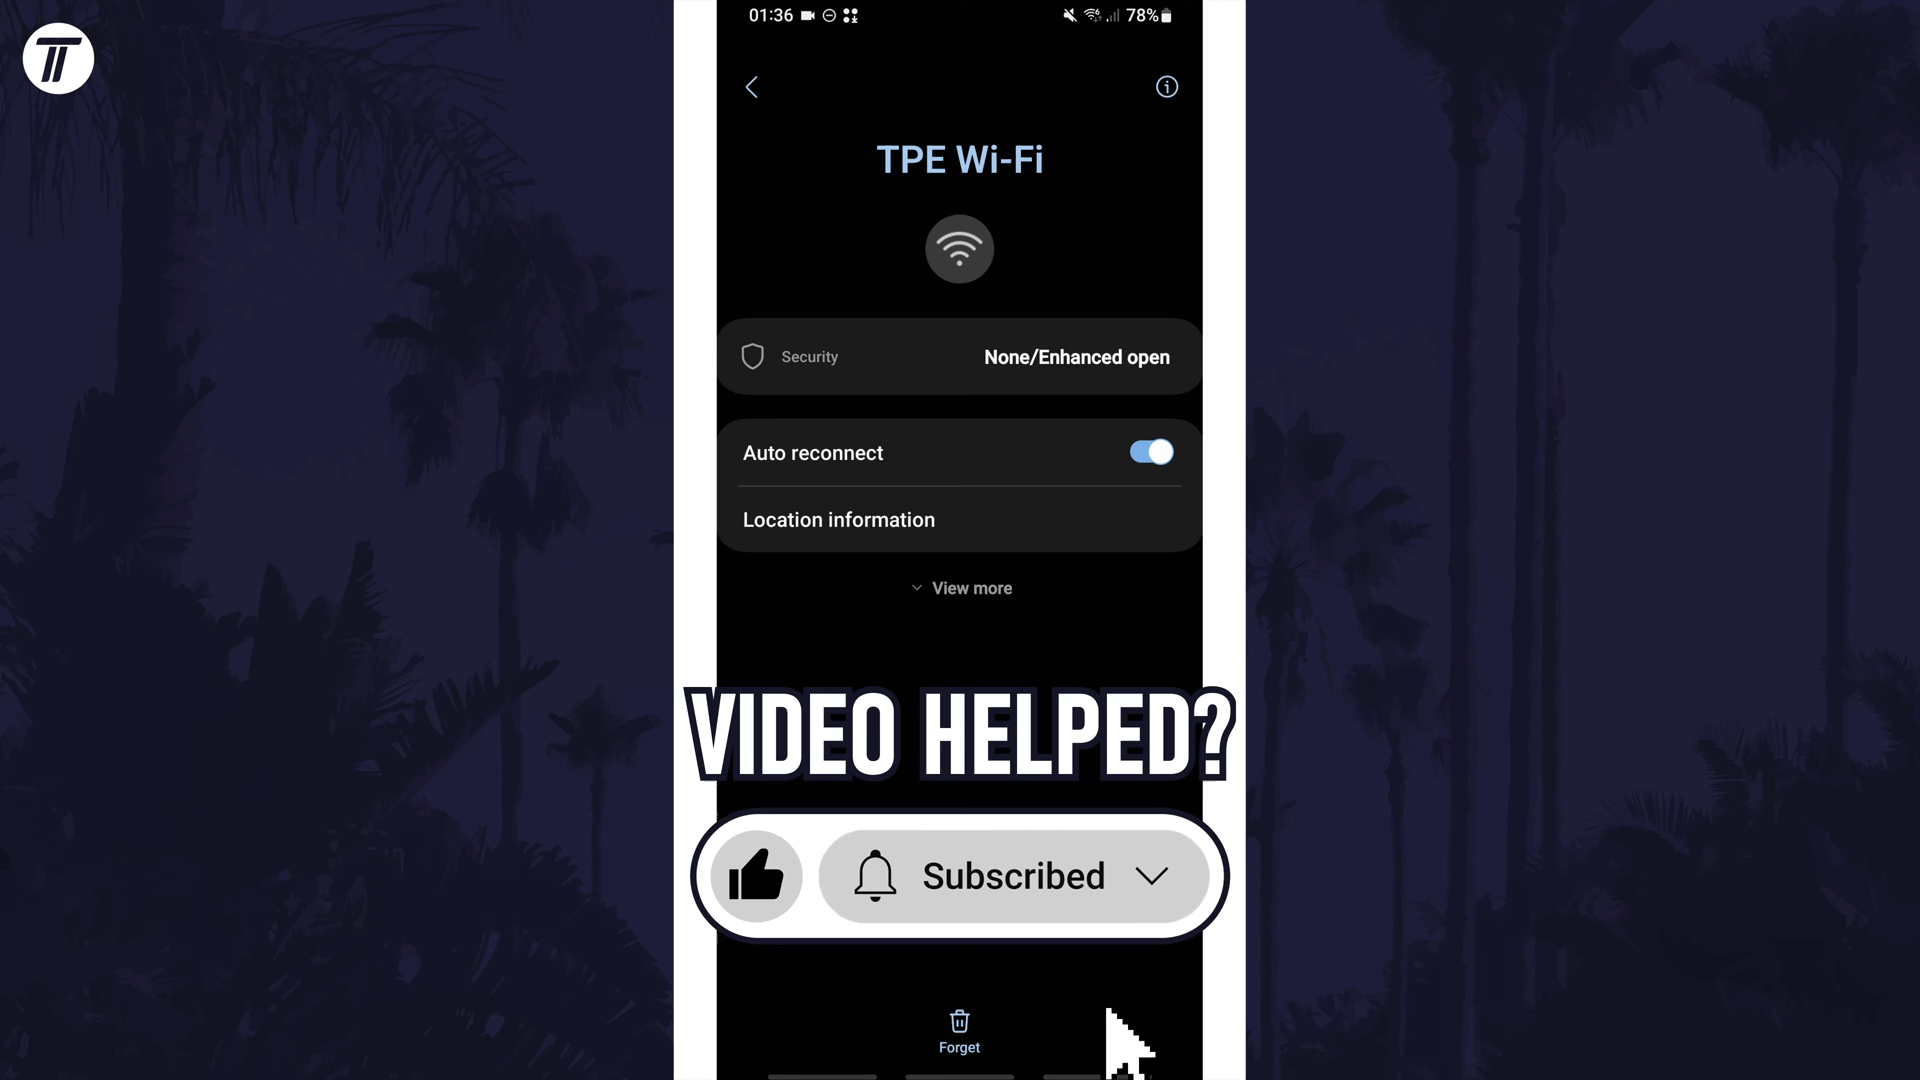 01:36 78%
TPE Wi-Fi
Security None/Enhanced open
Auto reconnect
Location information
View more
VIDEO HELPED?
Subscribed
Forget